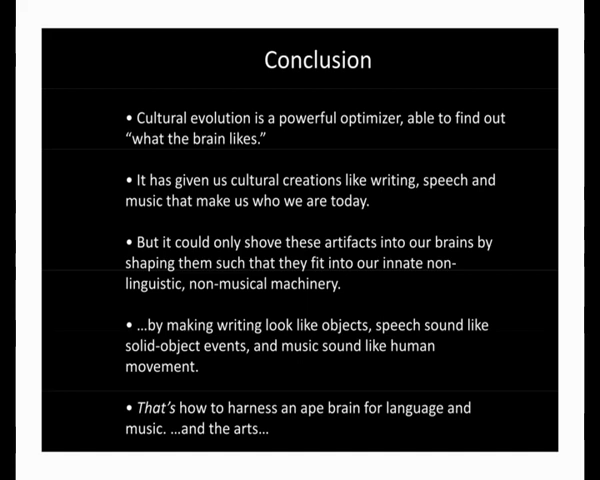 Conclusion
• Cultural evolution is a powerful optimizer, able to find out
“what the brain likes.”
• It has given us cultural creations like writing, speech and
music that make us who we are today.
• But it could only shove these artifacts into our brains by
shaping them such that they fit into our innate non-
linguistic, non-musical machinery.
• …by making writing look like objects, speech sound like
solid-object events, and music sound like human
movement.
• That’s how to harness an ape brain for language and
music. …and the arts…